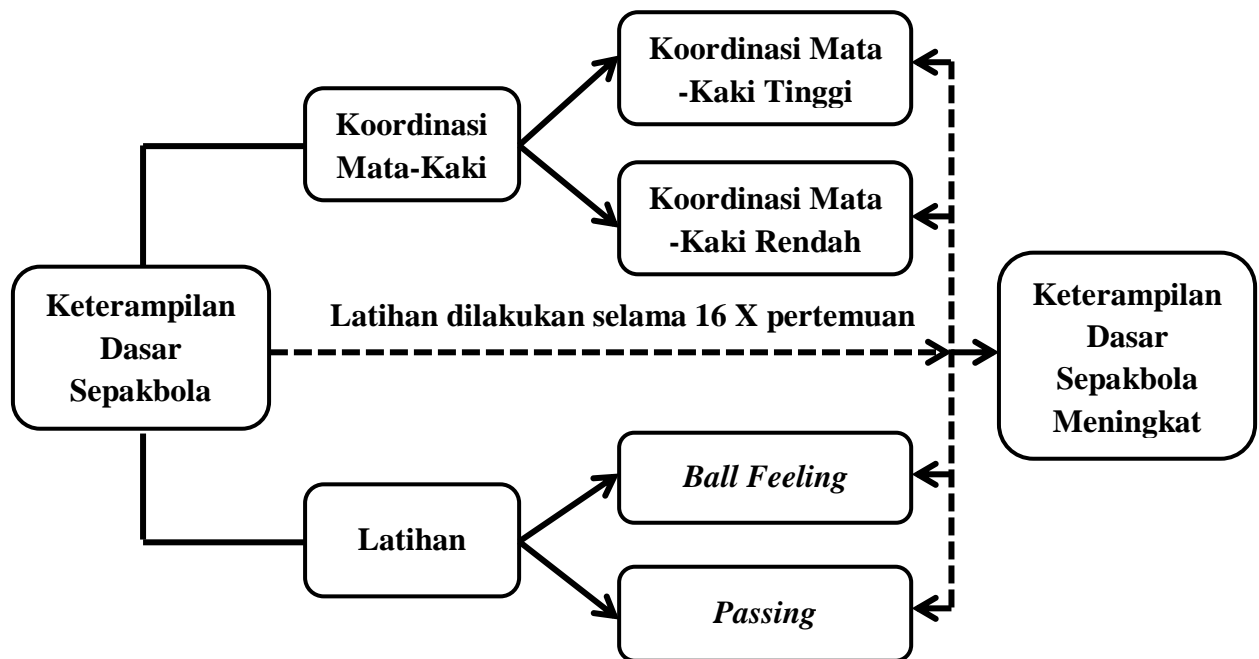 Koordinasi Mata
-Kaki Tinggi
Koordinasi
Mata-Kaki
Koordinasi Mata
-Kaki Rendah
Keterampilan
Dasar
Sepakbola
Latihan dilakukan selama 16 X pertemuan
Keterampilan
Dasar
Sepakbola
Meningkat
Ball Feeling
Latihan
Passing